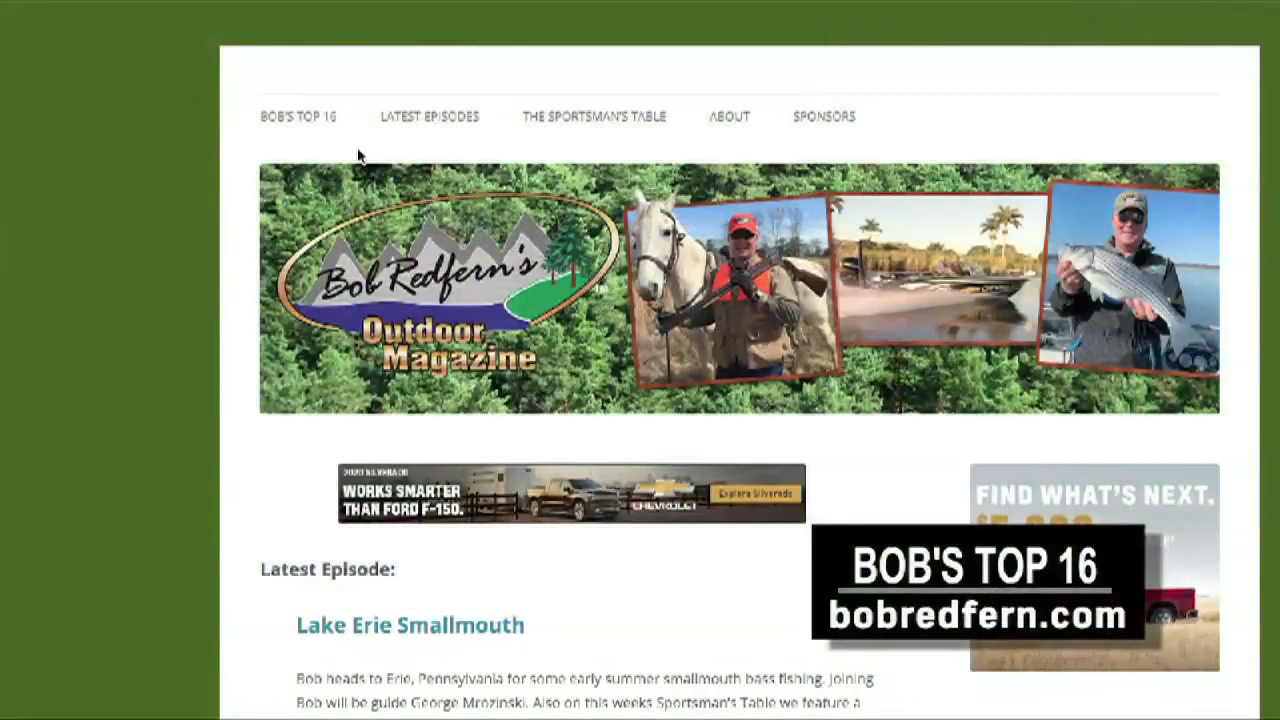 BOB'S TOP 16 LATEST EPISODES THE SPORTSMAN'S TABLE ABOUT SPONSORS
Bob Redfern's
Outdoor
Magazine
2020 SILVERADO
WORKS SMARTER
THAN FORD F-150.
CHEVROLET
Explore Silverado
FIND WHAT'S NEXT.
BOB'S TOP 16
bobredfern.com
Latest Episode:
Lake Erie Smallmouth
Bob heads to Erie, Pennsylvania for some early summer smallmouth bass fishing. Joining
Bob will be guide George Mrozinski. Also on this weeks Sportsman's Table we feature a